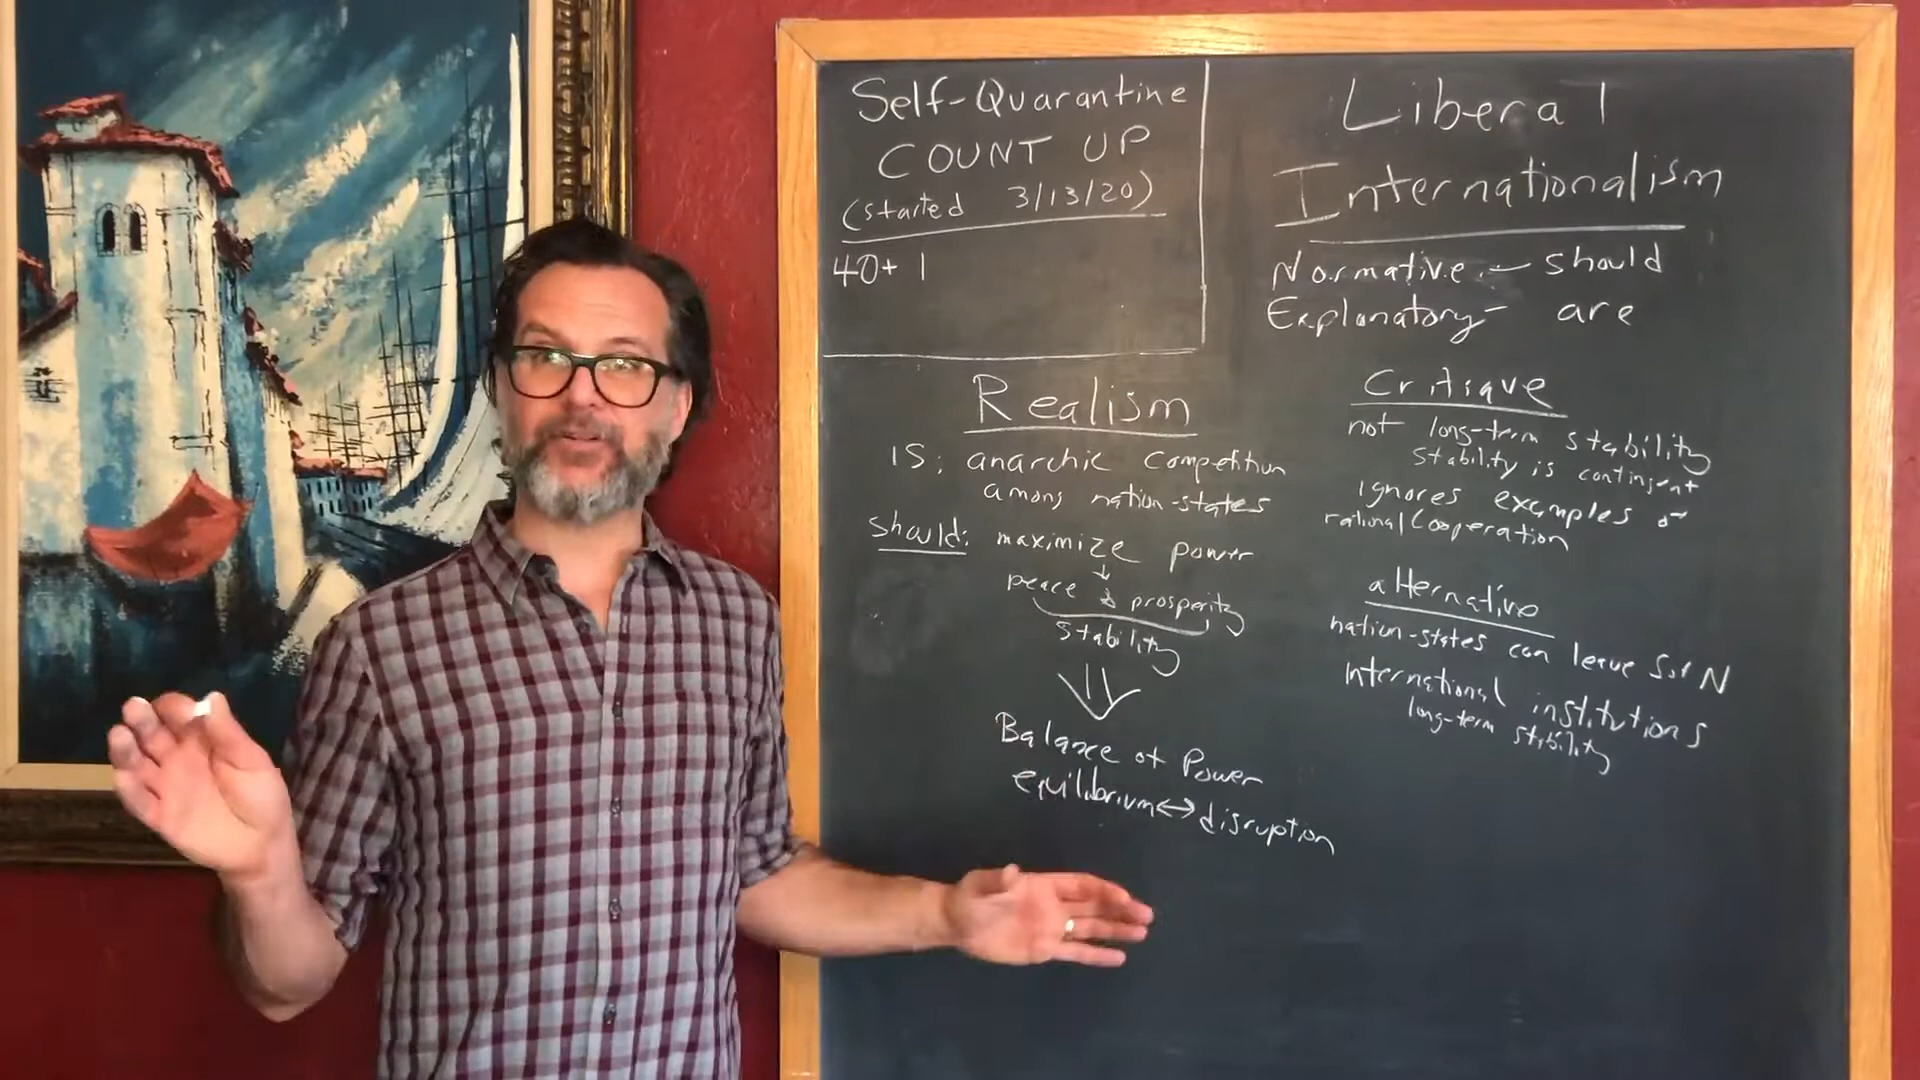 Self-Quarantine
COUNT UP
(started 3/13/20)
40+ 1
Liberal
Internationalism
Normative - should
Explanatory - are
Realism
IS: anarchic competition
among nation-states
Should: maximize power
peace & prosperity
stability
Balance of Power
equilibrium ↔ disruption
Critique
not long-term stability
stability is contingent
ignores examples of
rational cooperation
alternative
nation-states can leave S of N
International institutions
long-term stability